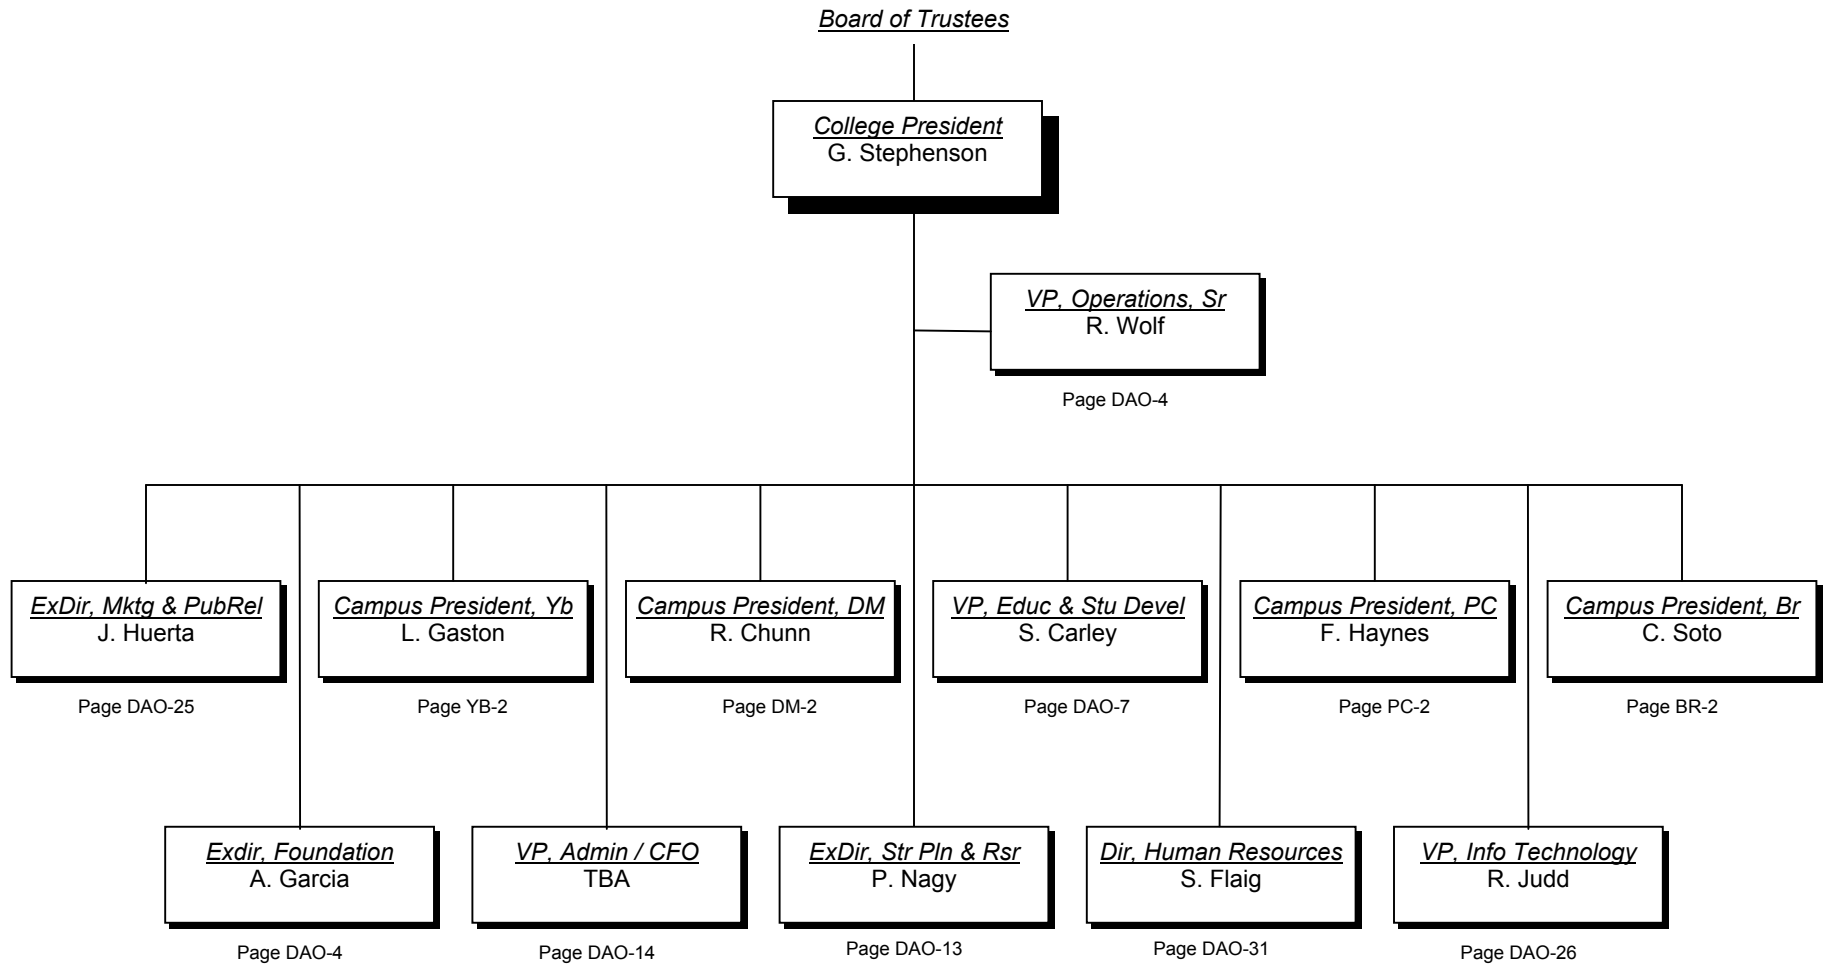 Board of Trustees
College President
G. Stephenson
VP, Operations, Sr
R. Wolf
Page DAO-4
ExDir, Mktg & PubRel
J. Huerta
Page DAO-25
Campus President, Yb
L. Gaston
Page YB-2
Campus President, DM
R. Chunn
Page DM-2
VP, Educ & Stu Devel
S. Carley
Page DAO-7
Campus President, PC
F. Haynes
Page PC-2
Campus President, Br
C. Soto
Page BR-2
Exdir, Foundation
A. Garcia
Page DAO-4
VP, Admin / CFO
TBA
Page DAO-14
ExDir, Str Pln & Rsr
P. Nagy
Page DAO-13
Dir, Human Resources
S. Flaig
Page DAO-31
VP, Info Technology
R. Judd
Page DAO-26